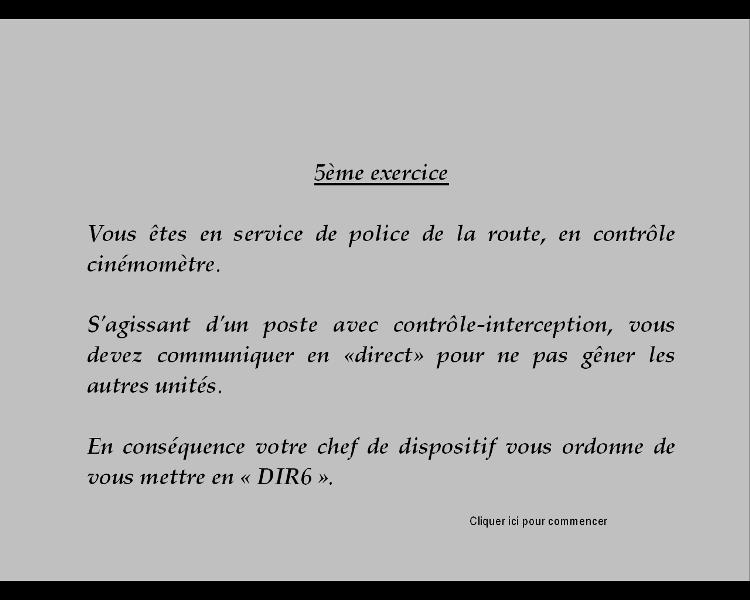 5ème exercice
Vous êtes en service de police de la route, en contrôle
cinémomètre.
S'agissant d'un poste avec contrôle-interception, vous
devez communiquer en «direct» pour ne pas gêner les
autres unités.
En conséquence votre chef de dispositif vous ordonne de
vous mettre en « DIR6 ».
Cliquer ici pour commencer